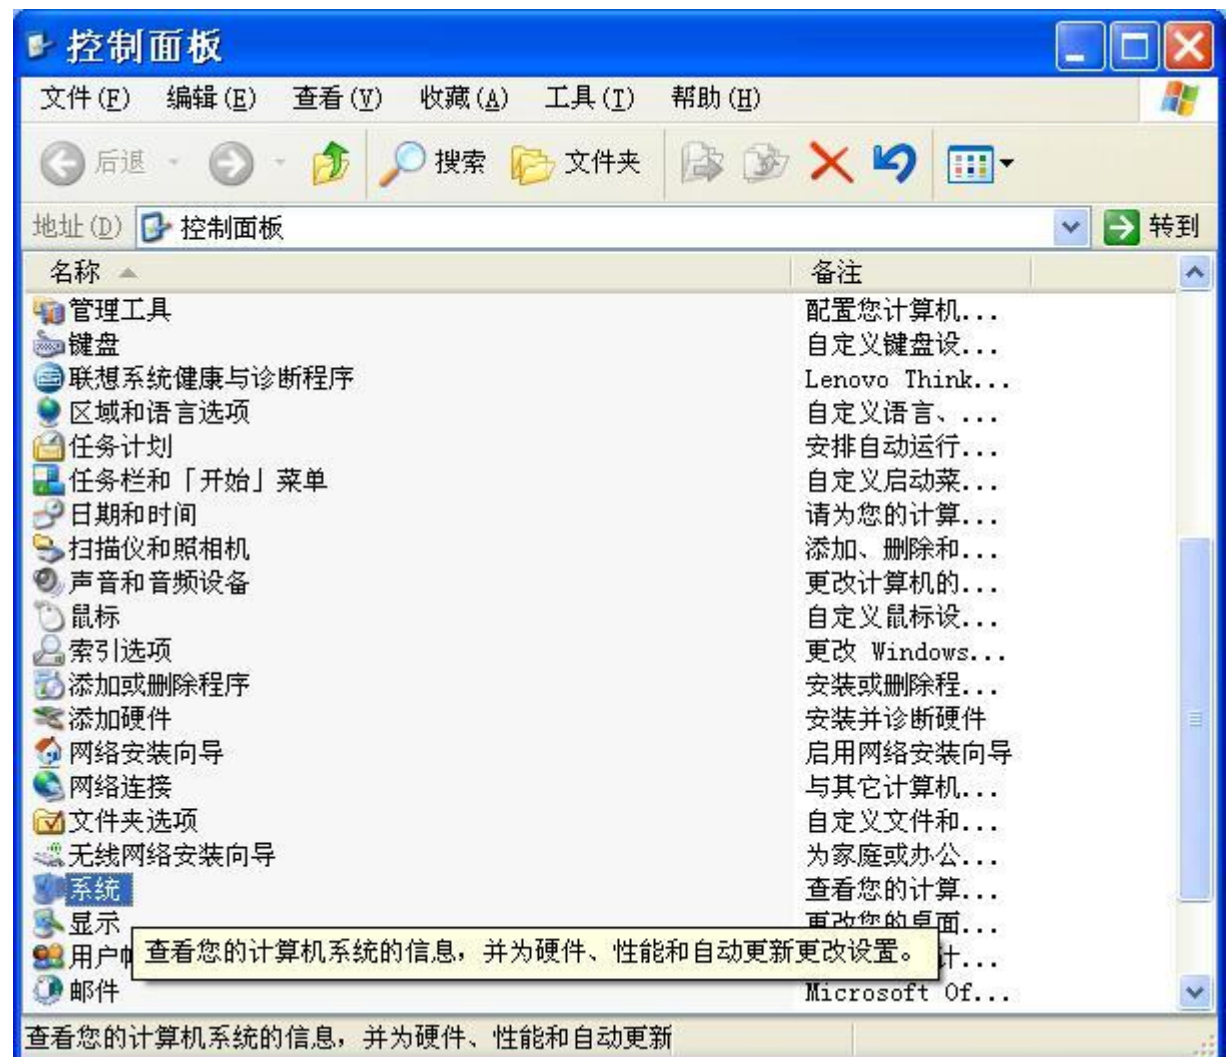 控制面板
文件(F) 编辑(E) 查看(V) 收藏(A) 工具(T) 帮助(H)
后退 搜索 文件夹
地址(D) 控制面板 转到
名称 备注
管理工具 配置您计算机...
键盘 自定义键盘设...
联想系统健康与诊断程序 Lenovo Think...
区域和语言选项 自定义语言、...
任务计划 安排自动运行...
任务栏和「开始」菜单 自定义启动菜...
日期和时间 请为您的计算...
扫描仪和照相机 添加、删除和...
声音和音频设备 更改计算机的...
鼠标 自定义鼠标设...
索引选项 更改 Windows...
添加或删除程序 安装或删除程...
添加硬件 安装并诊断硬件
网络安装向导 启用网络安装向导
网络连接 与其它计算机...
文件夹选项 自定义文件和...
无线网络安装向导 为家庭或办公...
系统 查看您的计算...
显示 更改您的桌面...
用户 计...
查看您的计算机系统的信息，并为硬件、性能和自动更新更改设置。
邮件 Microsoft Of...
查看您的计算机系统的信息，并为硬件、性能和自动更新